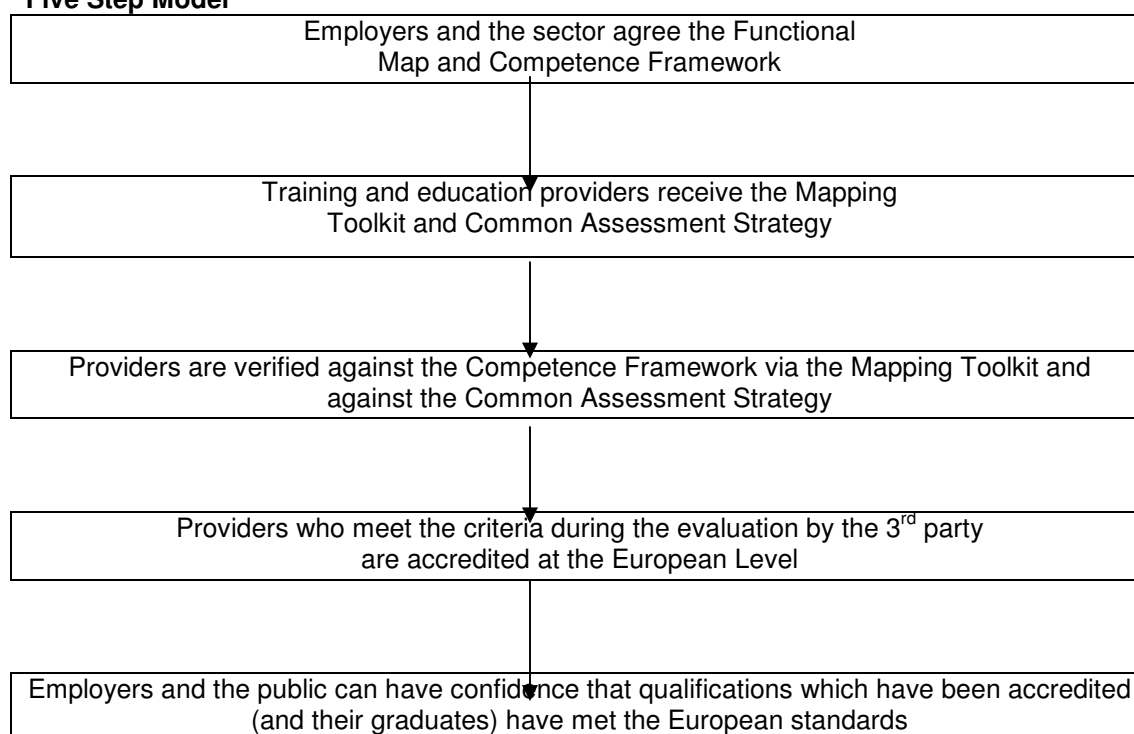 Five Step Model
Employers and the sector agree the Functional
Map and Competence Framework
Training and education providers receive the Mapping
Toolkit and Common Assessment Strategy
Providers are verified against the Competence Framework via the Mapping Toolkit and
against the Common Assessment Strategy
Providers who meet the criteria during the evaluation by the 3rd party
are accredited at the European Level
Employers and the public can have confidence that qualifications which have been accredited
(and their graduates) have met the European standards